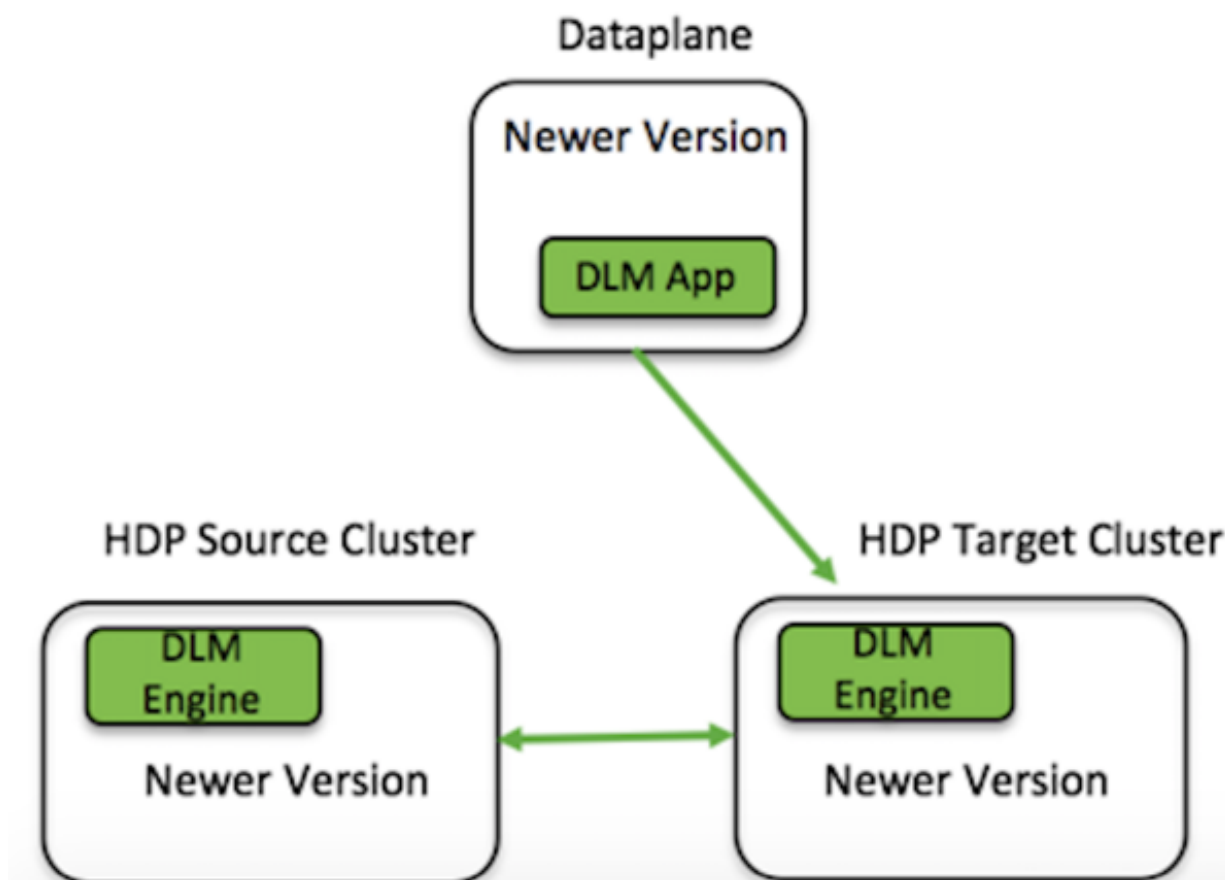 Dataplane
Newer Version
DLM App
HDP Source Cluster
HDP Target Cluster
DLM
Engine
DLM
Engine
Newer Version
Newer Version